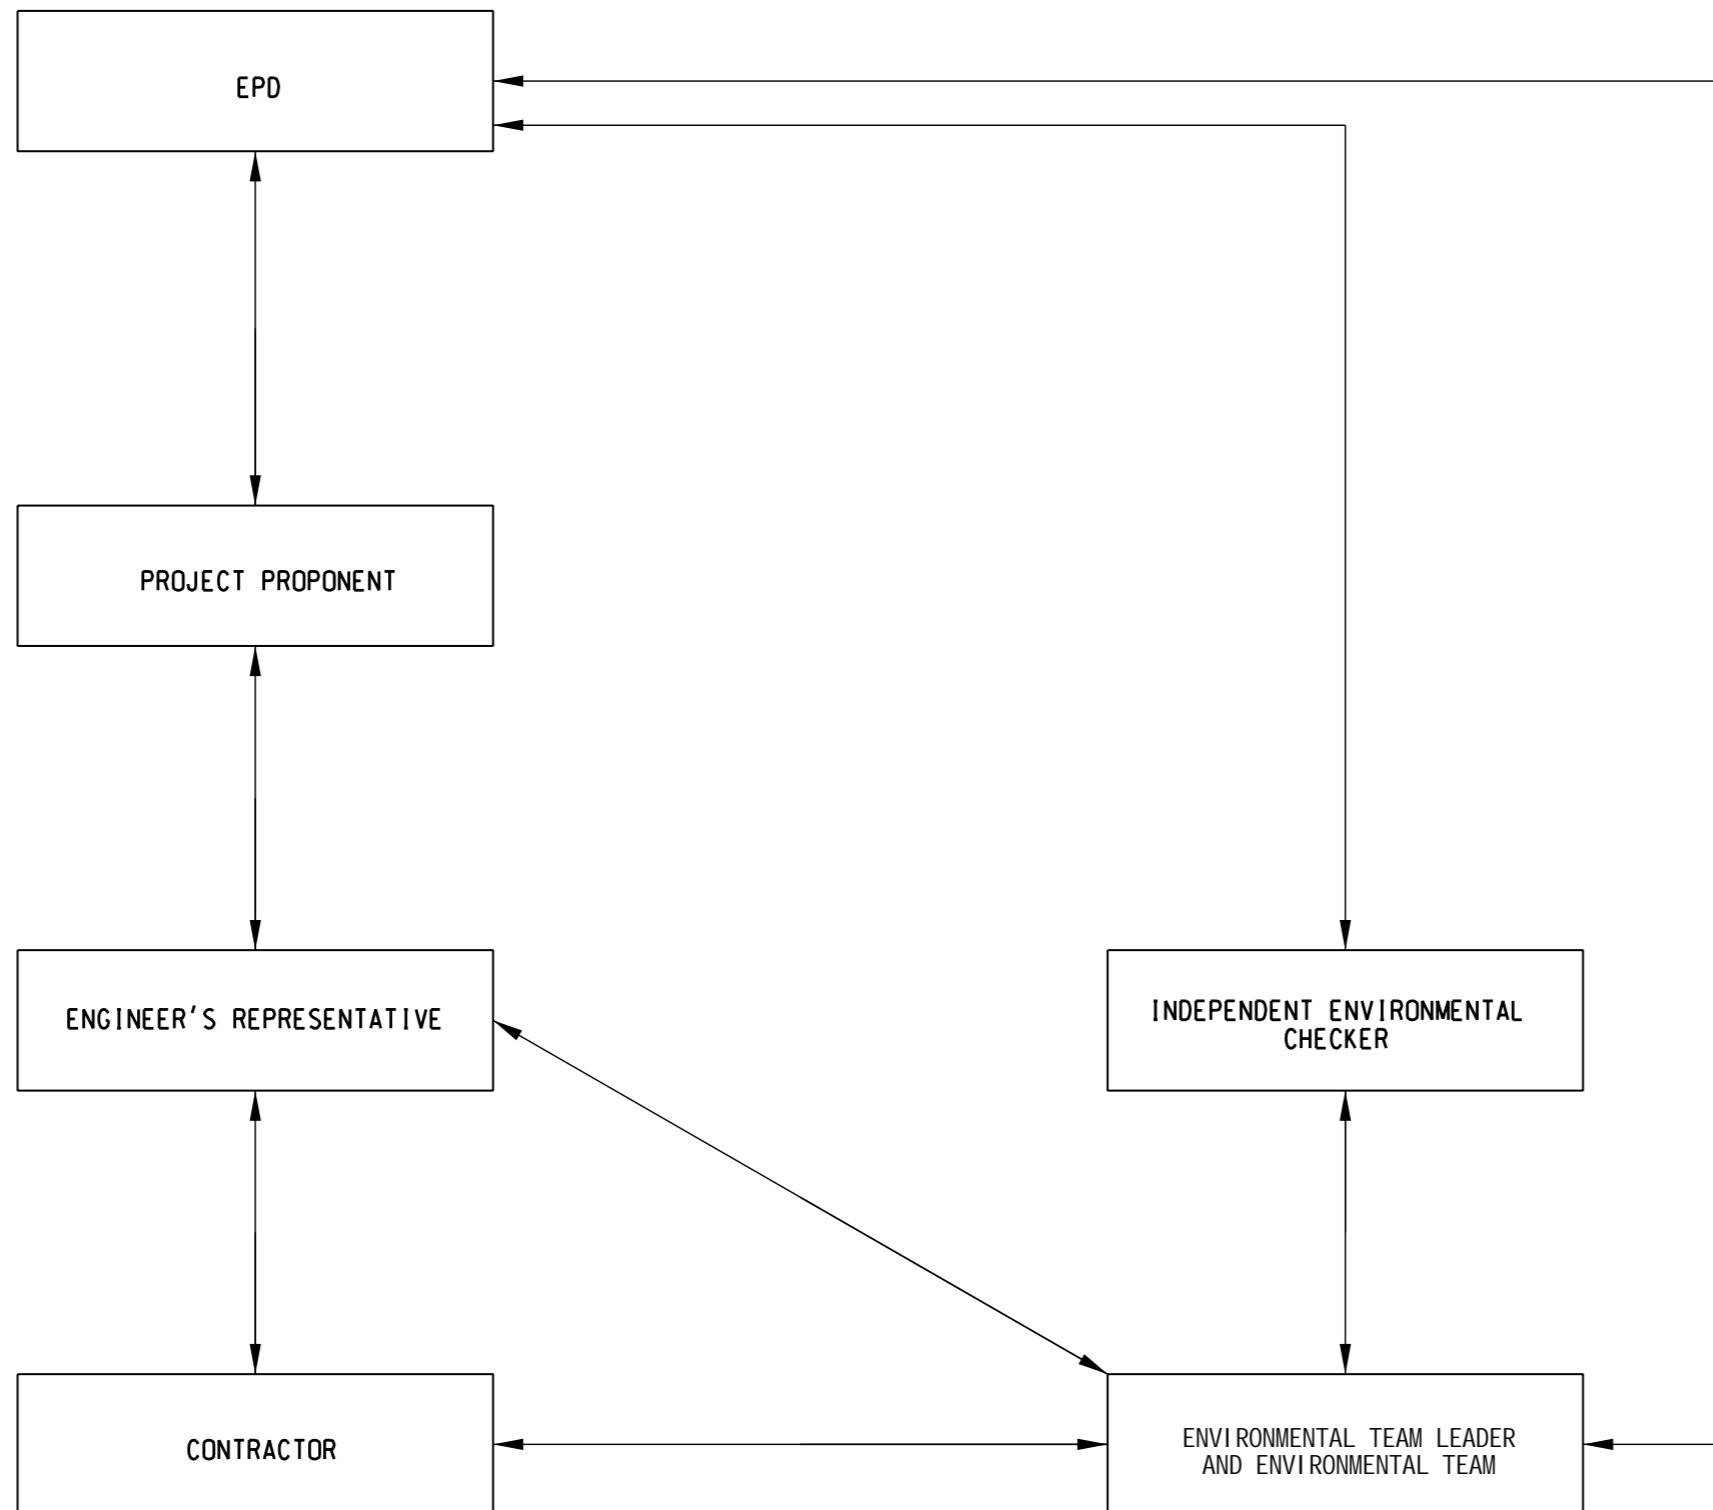 EPD
PROJECT PROPONENT
ENGINEER'S REPRESENTATIVE
INDEPENDENT ENVIRONMENTAL
CHECKER
CONTRACTOR
ENVIRONMENTAL TEAM LEADER
AND ENVIRONMENTAL TEAM